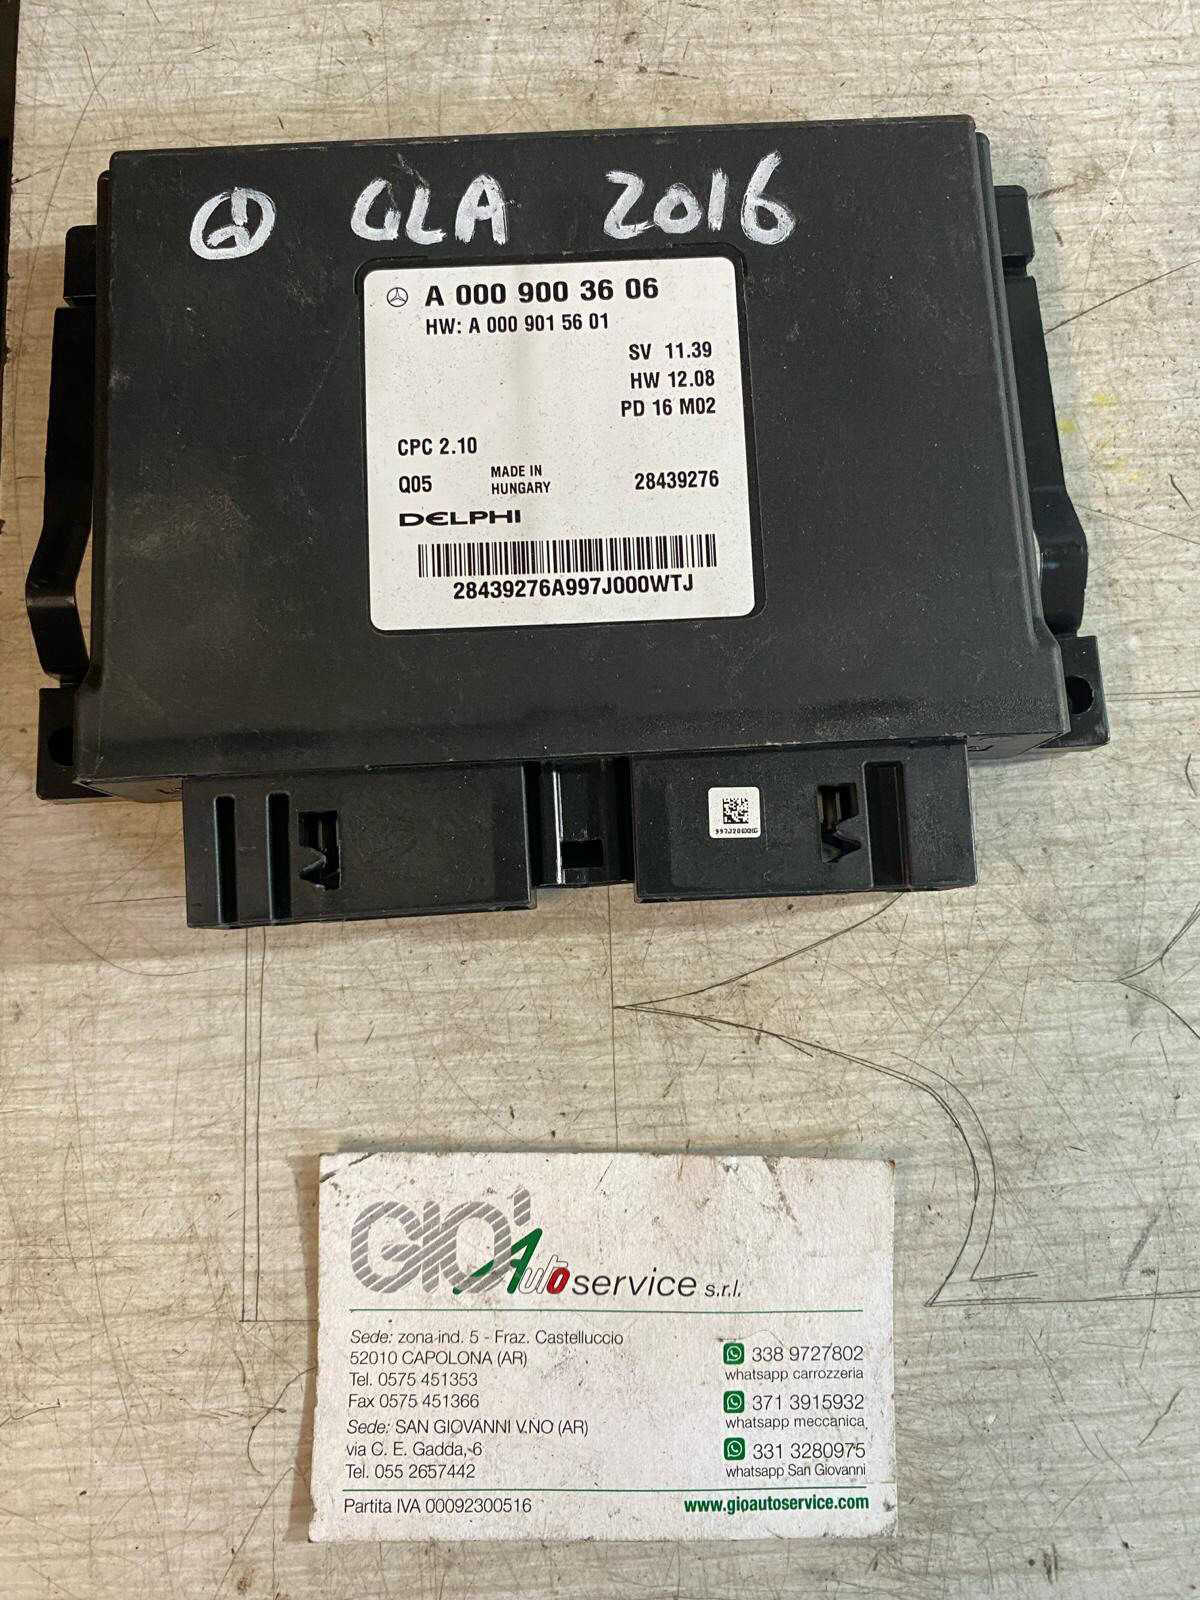 GLA 2016
A 000 900 36 06
HW: A 000 901 56 01
SV 11.39
HW 12.08
PD 16 M02
CPC 2.10
Q05 MADE IN HUNGARY 28439276
DELPHI
28439276A997J000WTJ
GIO' Autoservice s.r.l.
Sede: zona ind. 5 - Fraz. Castelluccio
52010 CAPOLONA (AR)
Tel. 0575 451353
Fax 0575 451366
Sede: SAN GIOVANNI V.NO (AR)
via C. E. Gadda, 6
Tel. 055 2657442
338 9727802
whatsapp carrozzeria
371 3915932
whatsapp meccanica
331 3280975
whatsapp San Giovanni
Partita IVA 00092300516
www.gioautoservice.com